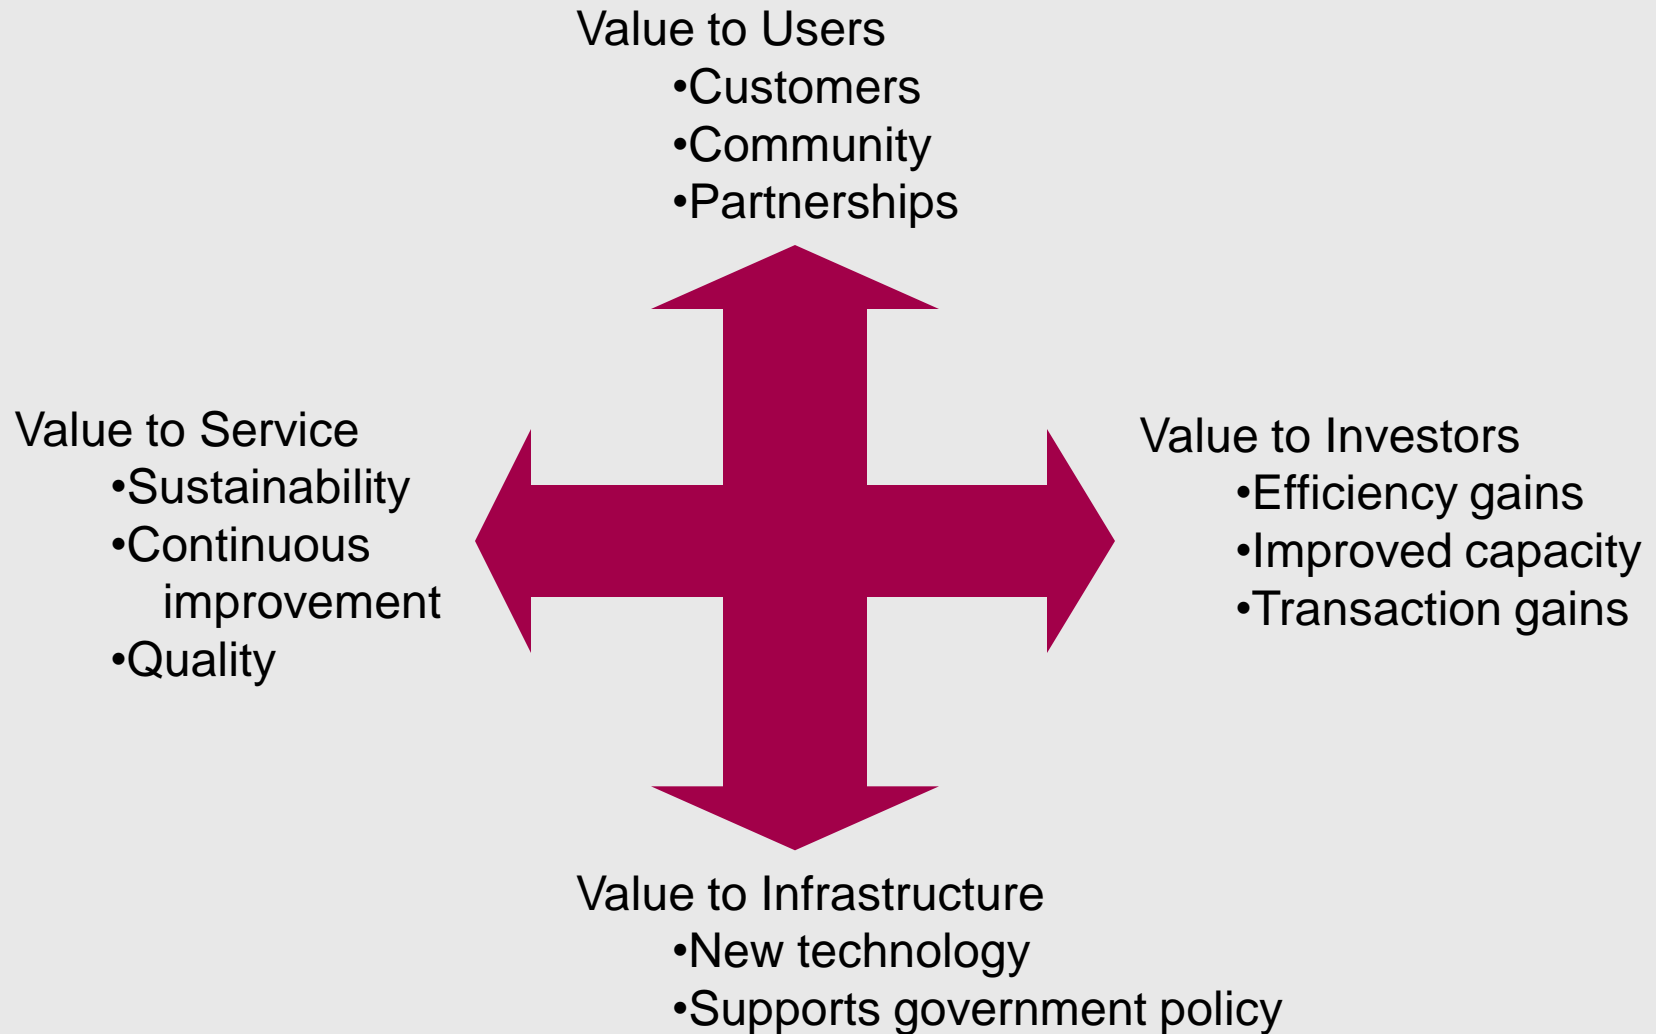 Value to Users
•Customers
•Community
•Partnerships
Value to Service
•Sustainability
•Continuous
improvement
•Quality
Value to Investors
•Efficiency gains
•Improved capacity
•Transaction gains
Value to Infrastructure
•New technology
•Supports government policy